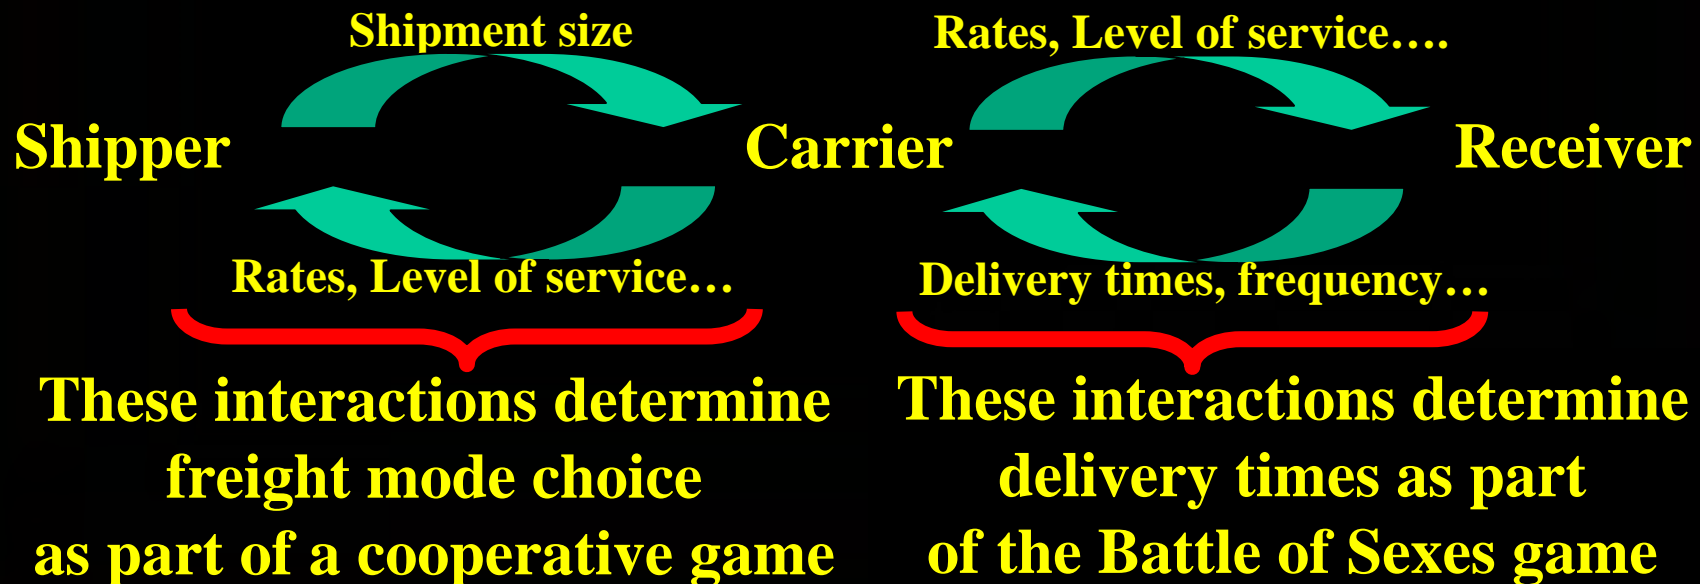 Shipment size
Rates, Level of service….
Shipper
Carrier
Receiver
Rates, Level of service…
Delivery times, frequency…
These interactions determine
freight mode choice
as part of a cooperative game
These interactions determine
delivery times as part
of the Battle of Sexes game